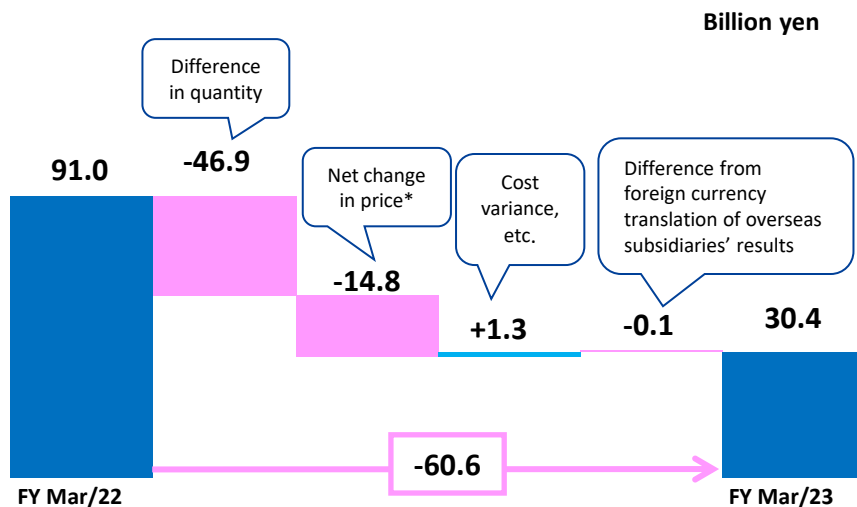 Billion yen
Difference
in quantity
91.0
-46.9
Net change
in price*
-14.8
Cost
variance,
etc.
+1.3
Difference from
foreign currency
translation of overseas
subsidiaries’ results
-0.1
30.4
-60.6
FY Mar/22
FY Mar/23